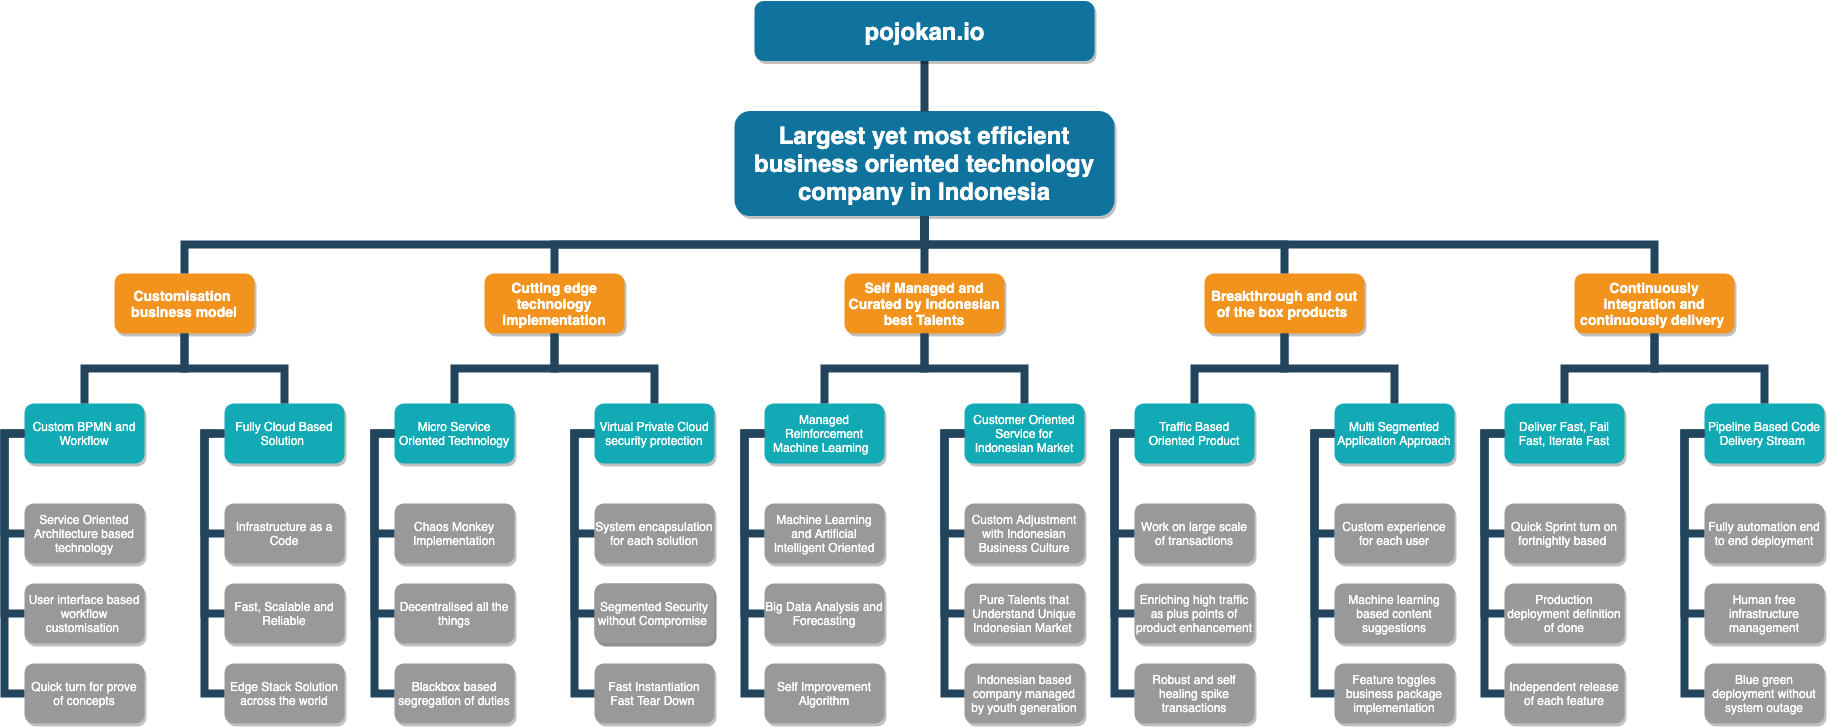 pojokan.io
Largest yet most efficient
business oriented technology
company in Indonesia
Customisation
business model
Cutting edge
technology
implementation
Self Managed and
Curated by Indonesian
best Talents
Breakthrough and out
of the box products
Continuously
integration and
continuously delivery
Custom BPMN and
Workflow
Fully Cloud Based
Solution
Micro Service
Oriented Technology
Virtual Private Cloud
security protection
Managed
Reinforcement
Machine Learning
Customer Oriented
Service for
Indonesian Market
Traffic Based
Oriented Product
Multi Segmented
Application Approach
Deliver Fast, Fail
Fast, Iterate Fast
Pipeline Based Code
Delivery Stream
Service Oriented
Architecture based
technology
Infrastructure as a
Code
Chaos Monkey
Implementation
System encapsulation
for each solution
Machine Learning
and Artificial
Intelligent Oriented
Custom Adjustment
with Indonesian
Business Culture
Work on large scale
of transactions
Custom experience
for each user
Quick Sprint turn on
fortnightly based
Fully automation end
to end deployment
User interface based
workflow
customisation
Fast, Scalable and
Reliable
Decentralised all the
things
Segmented Security
without Compromise
Big Data Analysis and
Forecasting
Pure Talents that
Understand Unique
Indonesian Market
Enriching high traffic
as plus points of
product enhancement
Machine learning
based content
suggestions
Production
deployment definition
of done
Human free
infrastructure
management
Quick turn for prove
of concepts
Edge Stack Solution
across the world
Blackbox based
segregation of duties
Fast Instantiation
Fast Tear Down
Self Improvement
Algorithm
Indonesian based
company managed
by youth generation
Robust and self
healing spike
transactions
Feature toggles
business package
implementation
Independent release
of each feature
Blue green
deployment without
system outage